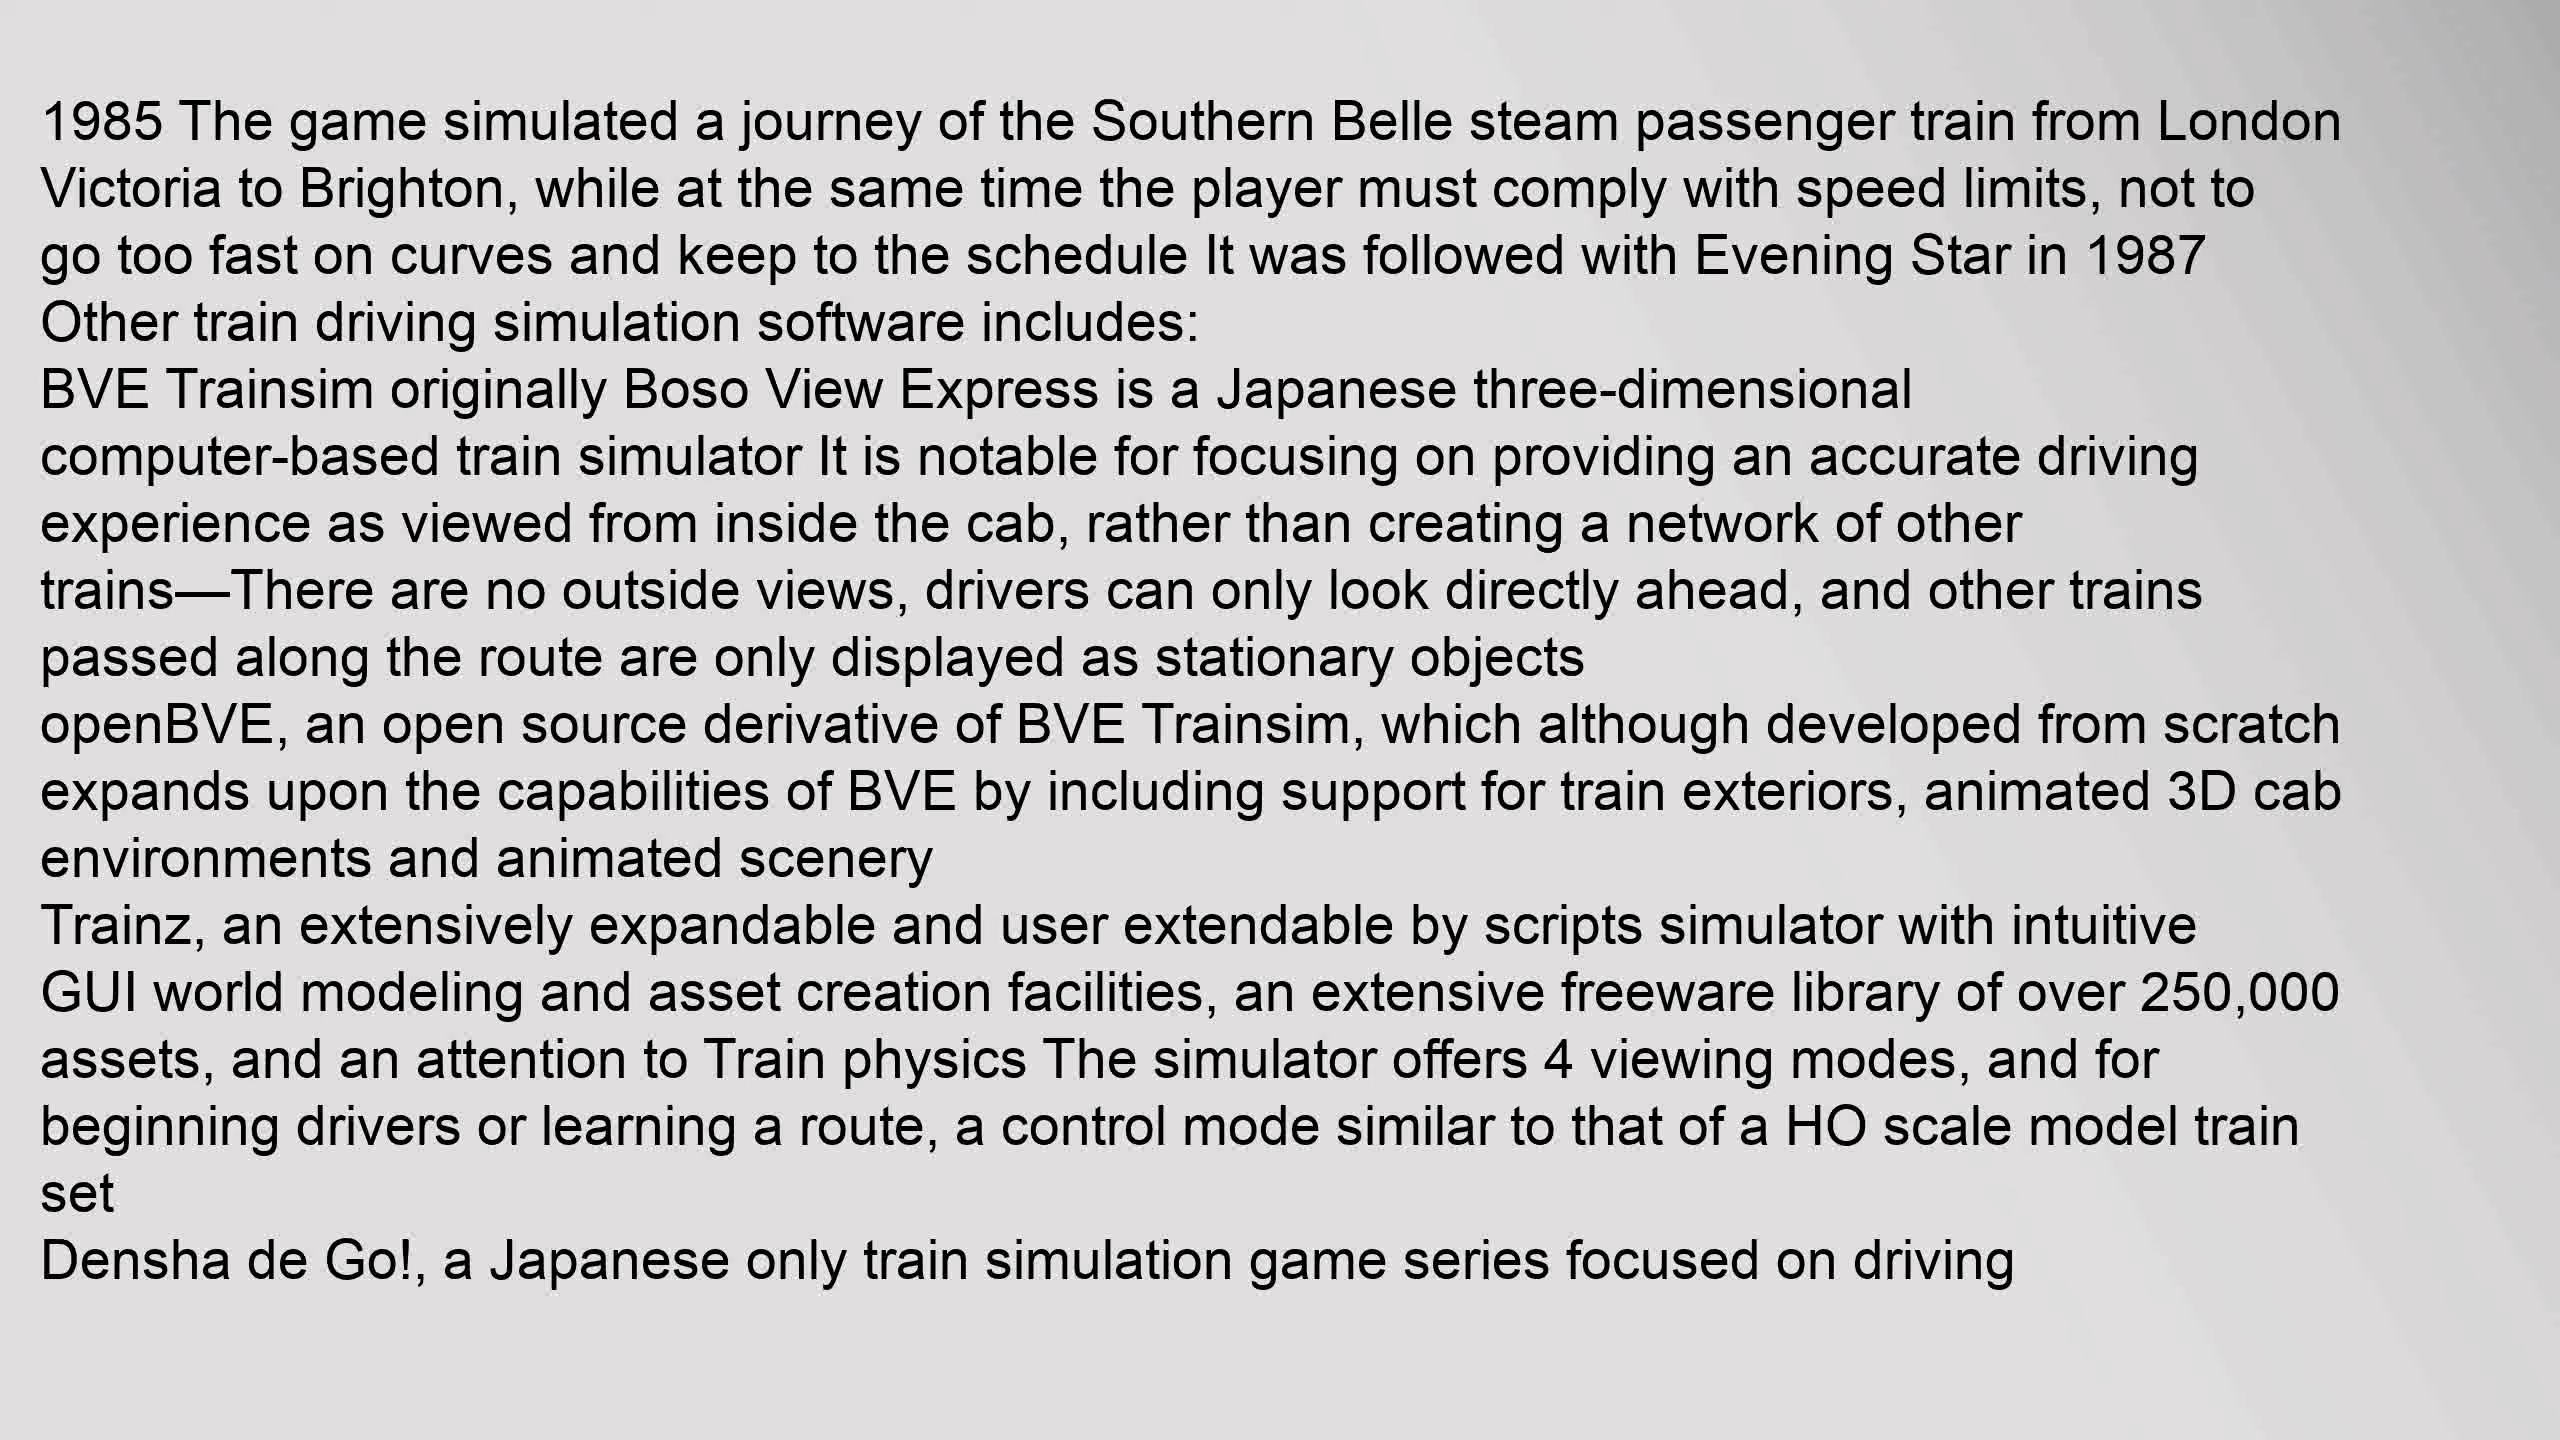 1985 The game simulated a journey of the Southern Belle steam passenger train from London
Victoria to Brighton, while at the same time the player must comply with speed limits, not to
go too fast on curves and keep to the schedule It was followed with Evening Star in 1987
Other train driving simulation software includes:
BVE Trainsim originally Boso View Express is a Japanese three-dimensional
computer-based train simulator It is notable for focusing on providing an accurate driving
experience as viewed from inside the cab, rather than creating a network of other
trains—There are no outside views, drivers can only look directly ahead, and other trains
passed along the route are only displayed as stationary objects
openBVE, an open source derivative of BVE Trainsim, which although developed from scratch
expands upon the capabilities of BVE by including support for train exteriors, animated 3D cab
environments and animated scenery
Trainz, an extensively expandable and user extendable by scripts simulator with intuitive
GUI world modeling and asset creation facilities, an extensive freeware library of over 250,000
assets, and an attention to Train physics The simulator offers 4 viewing modes, and for
beginning drivers or learning a route, a control mode similar to that of a HO scale model train
set
Densha de Go!, a Japanese only train simulation game series focused on driving